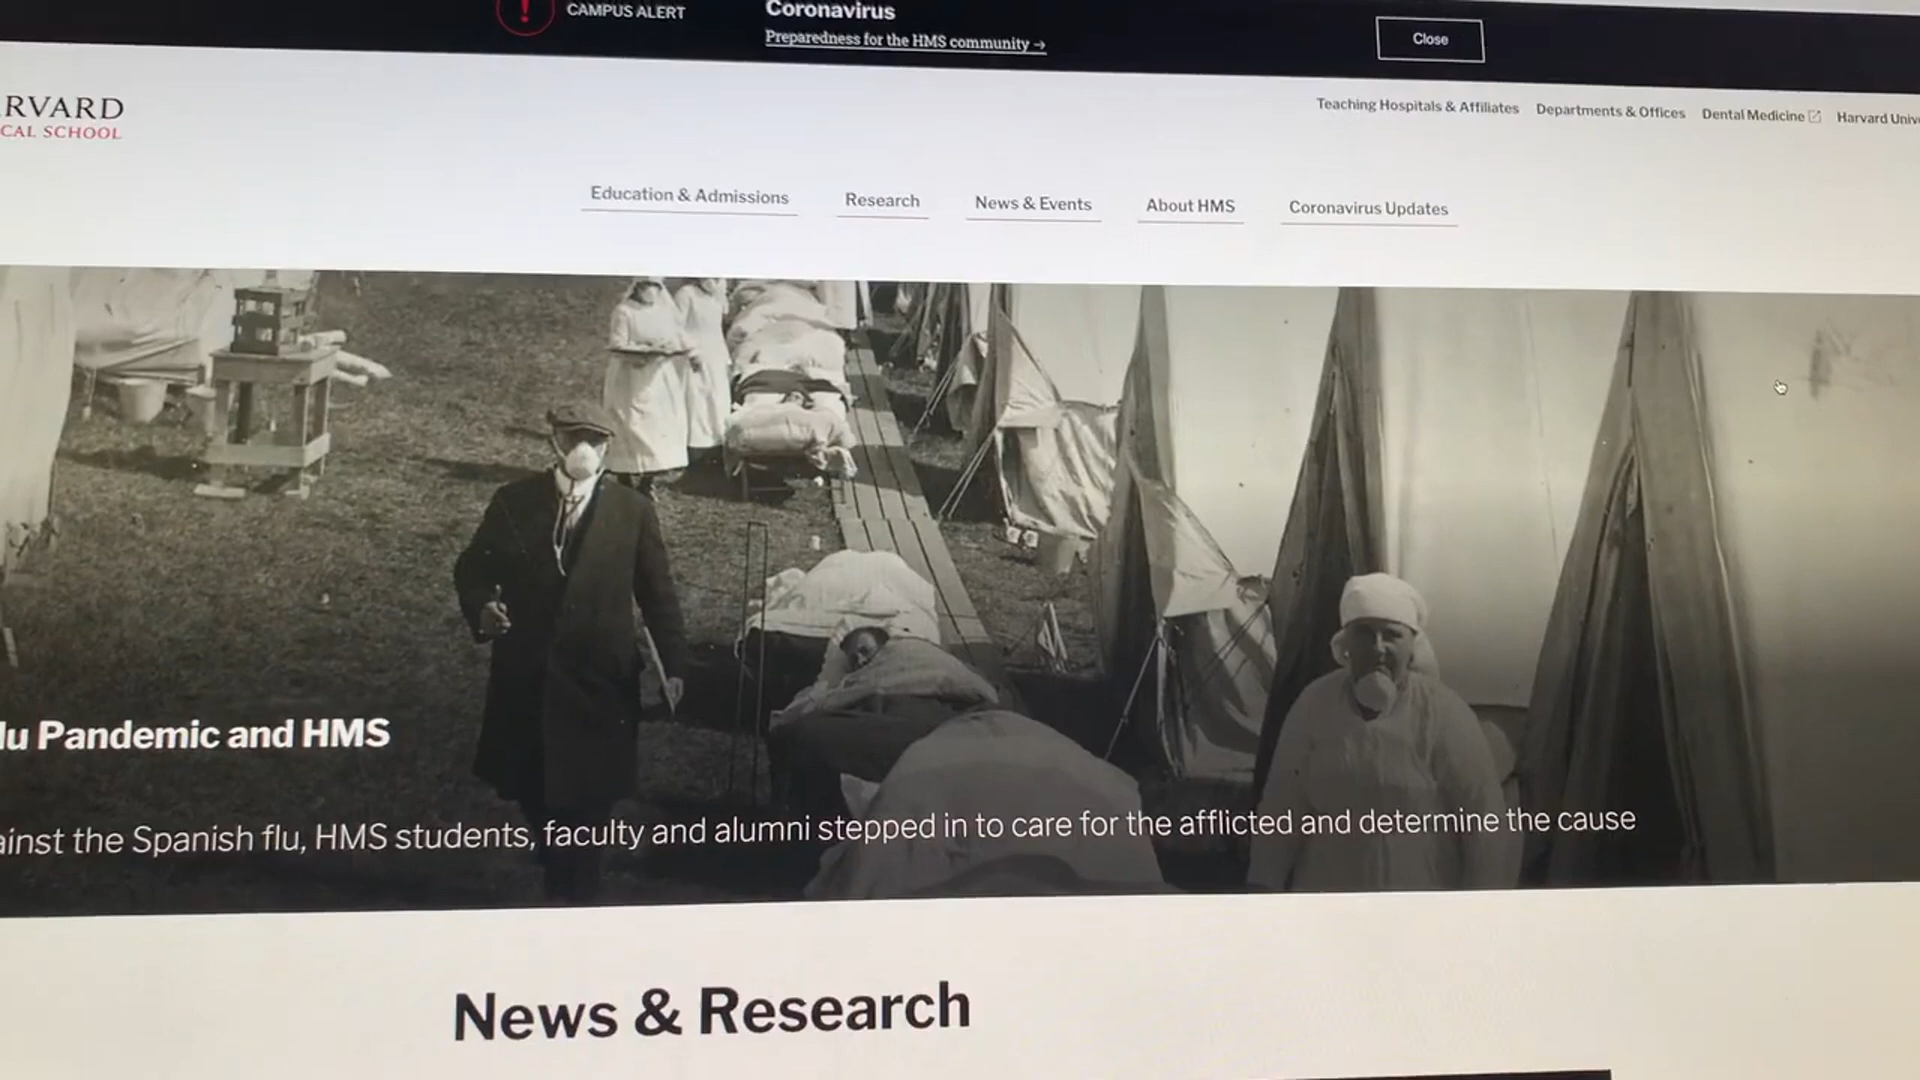 ! CAMPUS ALERT
Coronavirus
Preparedness for the HMS community →
Close
RVARD
CAL SCHOOL
Teaching Hospitals & Affiliates Departments & Offices Dental Medicine Harvard Unive
Education & Admissions Research News & Events About HMS Coronavirus Updates
lu Pandemic and HMS
ainst the Spanish flu, HMS students, faculty and alumni stepped in to care for the afflicted and determine the cause
News & Research